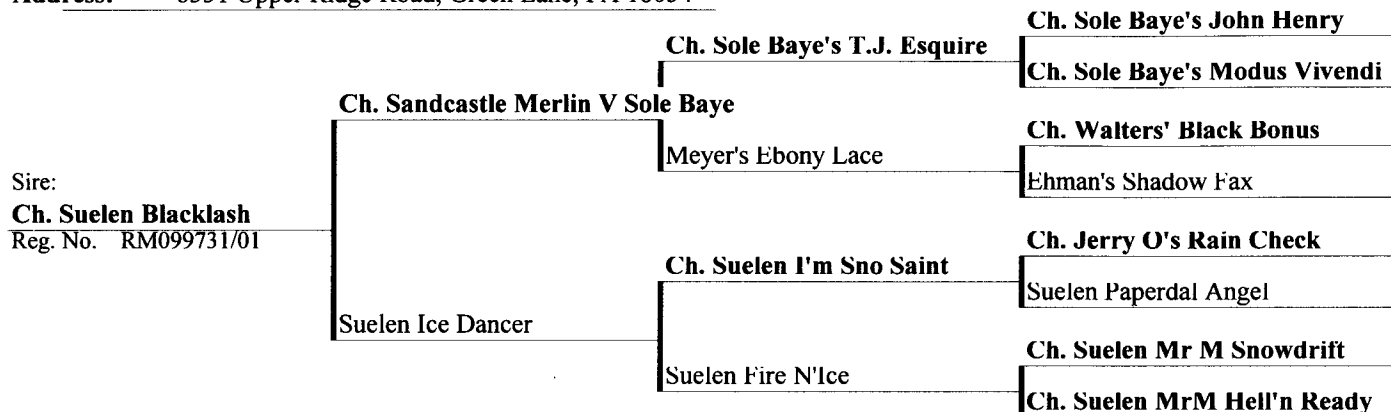 Ch. Sole Baye's John Henry
Ch. Sole Baye's T.J. Esquire
Ch. Sole Baye's Modus Vivendi
Ch. Sandcastle Merlin V Sole Baye
Ch. Walters' Black Bonus
Meyer's Ebony Lace
Ehman's Shadow Fax
Sire:
Ch. Suelen Blacklash
Reg. No. RM099731/01
Ch. Jerry O's Rain Check
Ch. Suelen I'm Sno Saint
Suelen Paperdal Angel
Suelen Ice Dancer
Ch. Suelen Mr M Snowdrift
Suelen Fire N'Ice
Ch. Suelen MrM Hell'n Ready